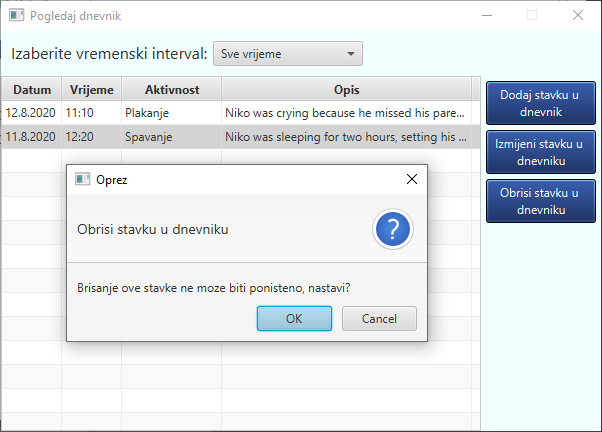 Pogledaj dnevnik
Izaberite vremenski interval: Sve vrijeme
Datum Vrijeme Aktivnost Opis
12.8.2020 11:10 Plakanje Niko was crying because he missed his pare...
11.8.2020 12:20 Spavanje Niko was sleeping for two hours, setting his ...
Dodaj stavku u
dnevnik
Izmijeni stavku u
dnevniku
Obrisi stavku u
dnevniku
Oprez
Obrisi stavku u dnevniku
?
Brisanje ove stavke ne moze biti ponisteno, nastavi?
OK Cancel